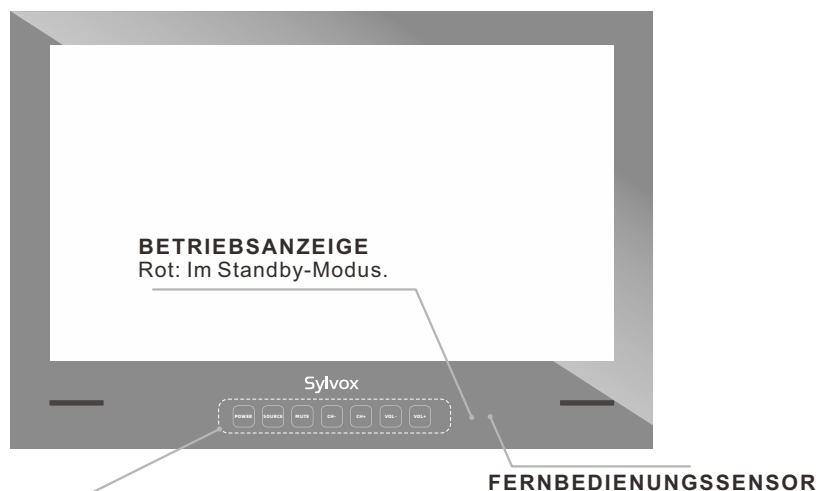 BETRIEBSANZEIGE
Rot: Im Standby-Modus.
Sylvox
POWER SOURCE MUTE CH- CH+ VOL- VOL+
FERNBEDIENUNGSSENSOR